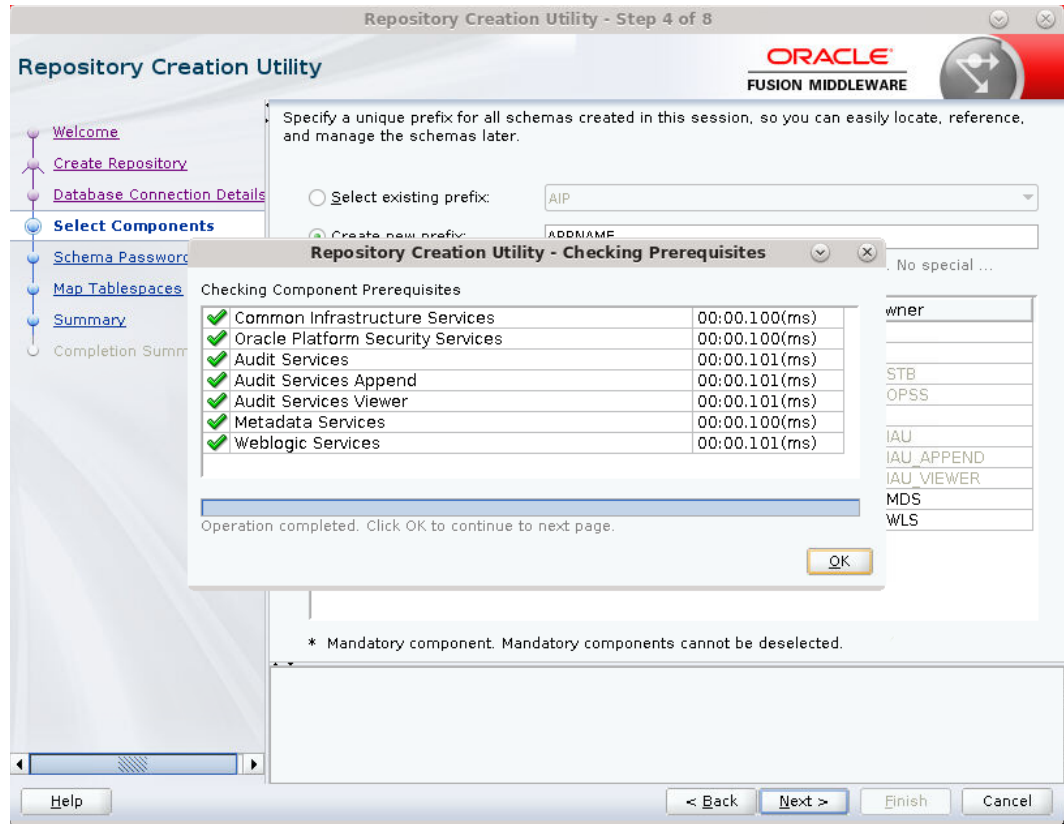 Repository Creation Utility - Step 4 of 8
Repository Creation Utility
ORACLE
FUSION MIDDLEWARE
Welcome
Create Repository
Database Connection Details
Select Components
Schema Password
Map Tablespaces
Summary
Completion Summ
Specify a unique prefix for all schemas created in this session, so you can easily locate, reference,
and manage the schemas later.
Select existing prefix: AIP
Create new prefix: APPNAME
. No special ...
Repository Creation Utility - Checking Prerequisites
Checking Component Prerequisites
Common Infrastructure Services 00:00.100(ms)
Oracle Platform Security Services 00:00.100(ms)
Audit Services 00:00.101(ms)
Audit Services Append 00:00.101(ms)
Audit Services Viewer 00:00.101(ms)
Metadata Services 00:00.100(ms)
Weblogic Services 00:00.101(ms)
Operation completed. Click OK to continue to next page.
OK
wner
STB
OPSS
IAU
IAU_APPEND
IAU_VIEWER
MDS
WLS
* Mandatory component. Mandatory components cannot be deselected.
Help
< Back
Next >
Finish
Cancel